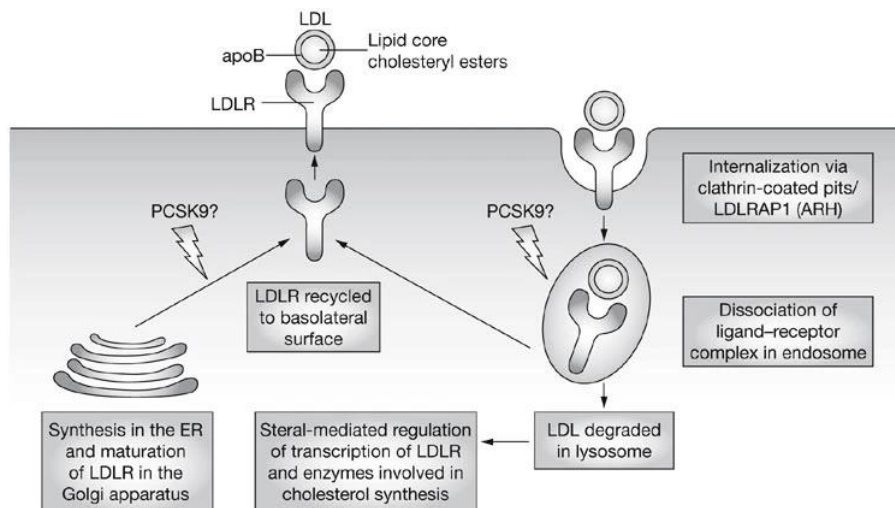 LDL
apoB
Lipid core
cholesteryl esters
LDLR
Internalization via
clathrin-coated pits/
LDLRAP1 (ARH)
PCSK9?
PCSK9?
LDLR recycled
to basolateral
surface
Dissociation of
ligand–receptor
complex in endosome
Synthesis in the ER
and maturation
of LDLR in the
Golgi apparatus
Steral-mediated regulation
of transcription of LDLR
and enzymes involved in
cholesterol synthesis
LDL degraded
in lysosome